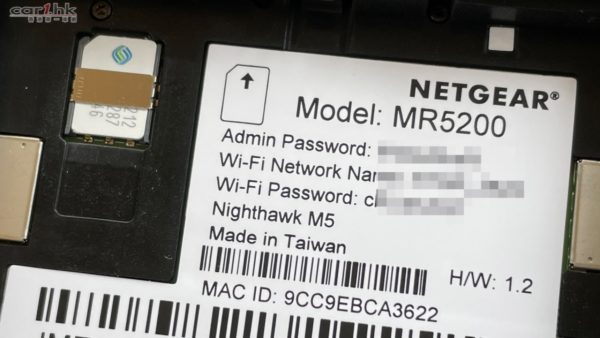 car1.hk
NETGEAR®
Model: MR5200
Admin Password:
Wi-Fi Network Nam
Wi-Fi Password: c
Nighthawk M5
Made in Taiwan
H/W: 1.2
MAC ID: 9CC9EBCA3622